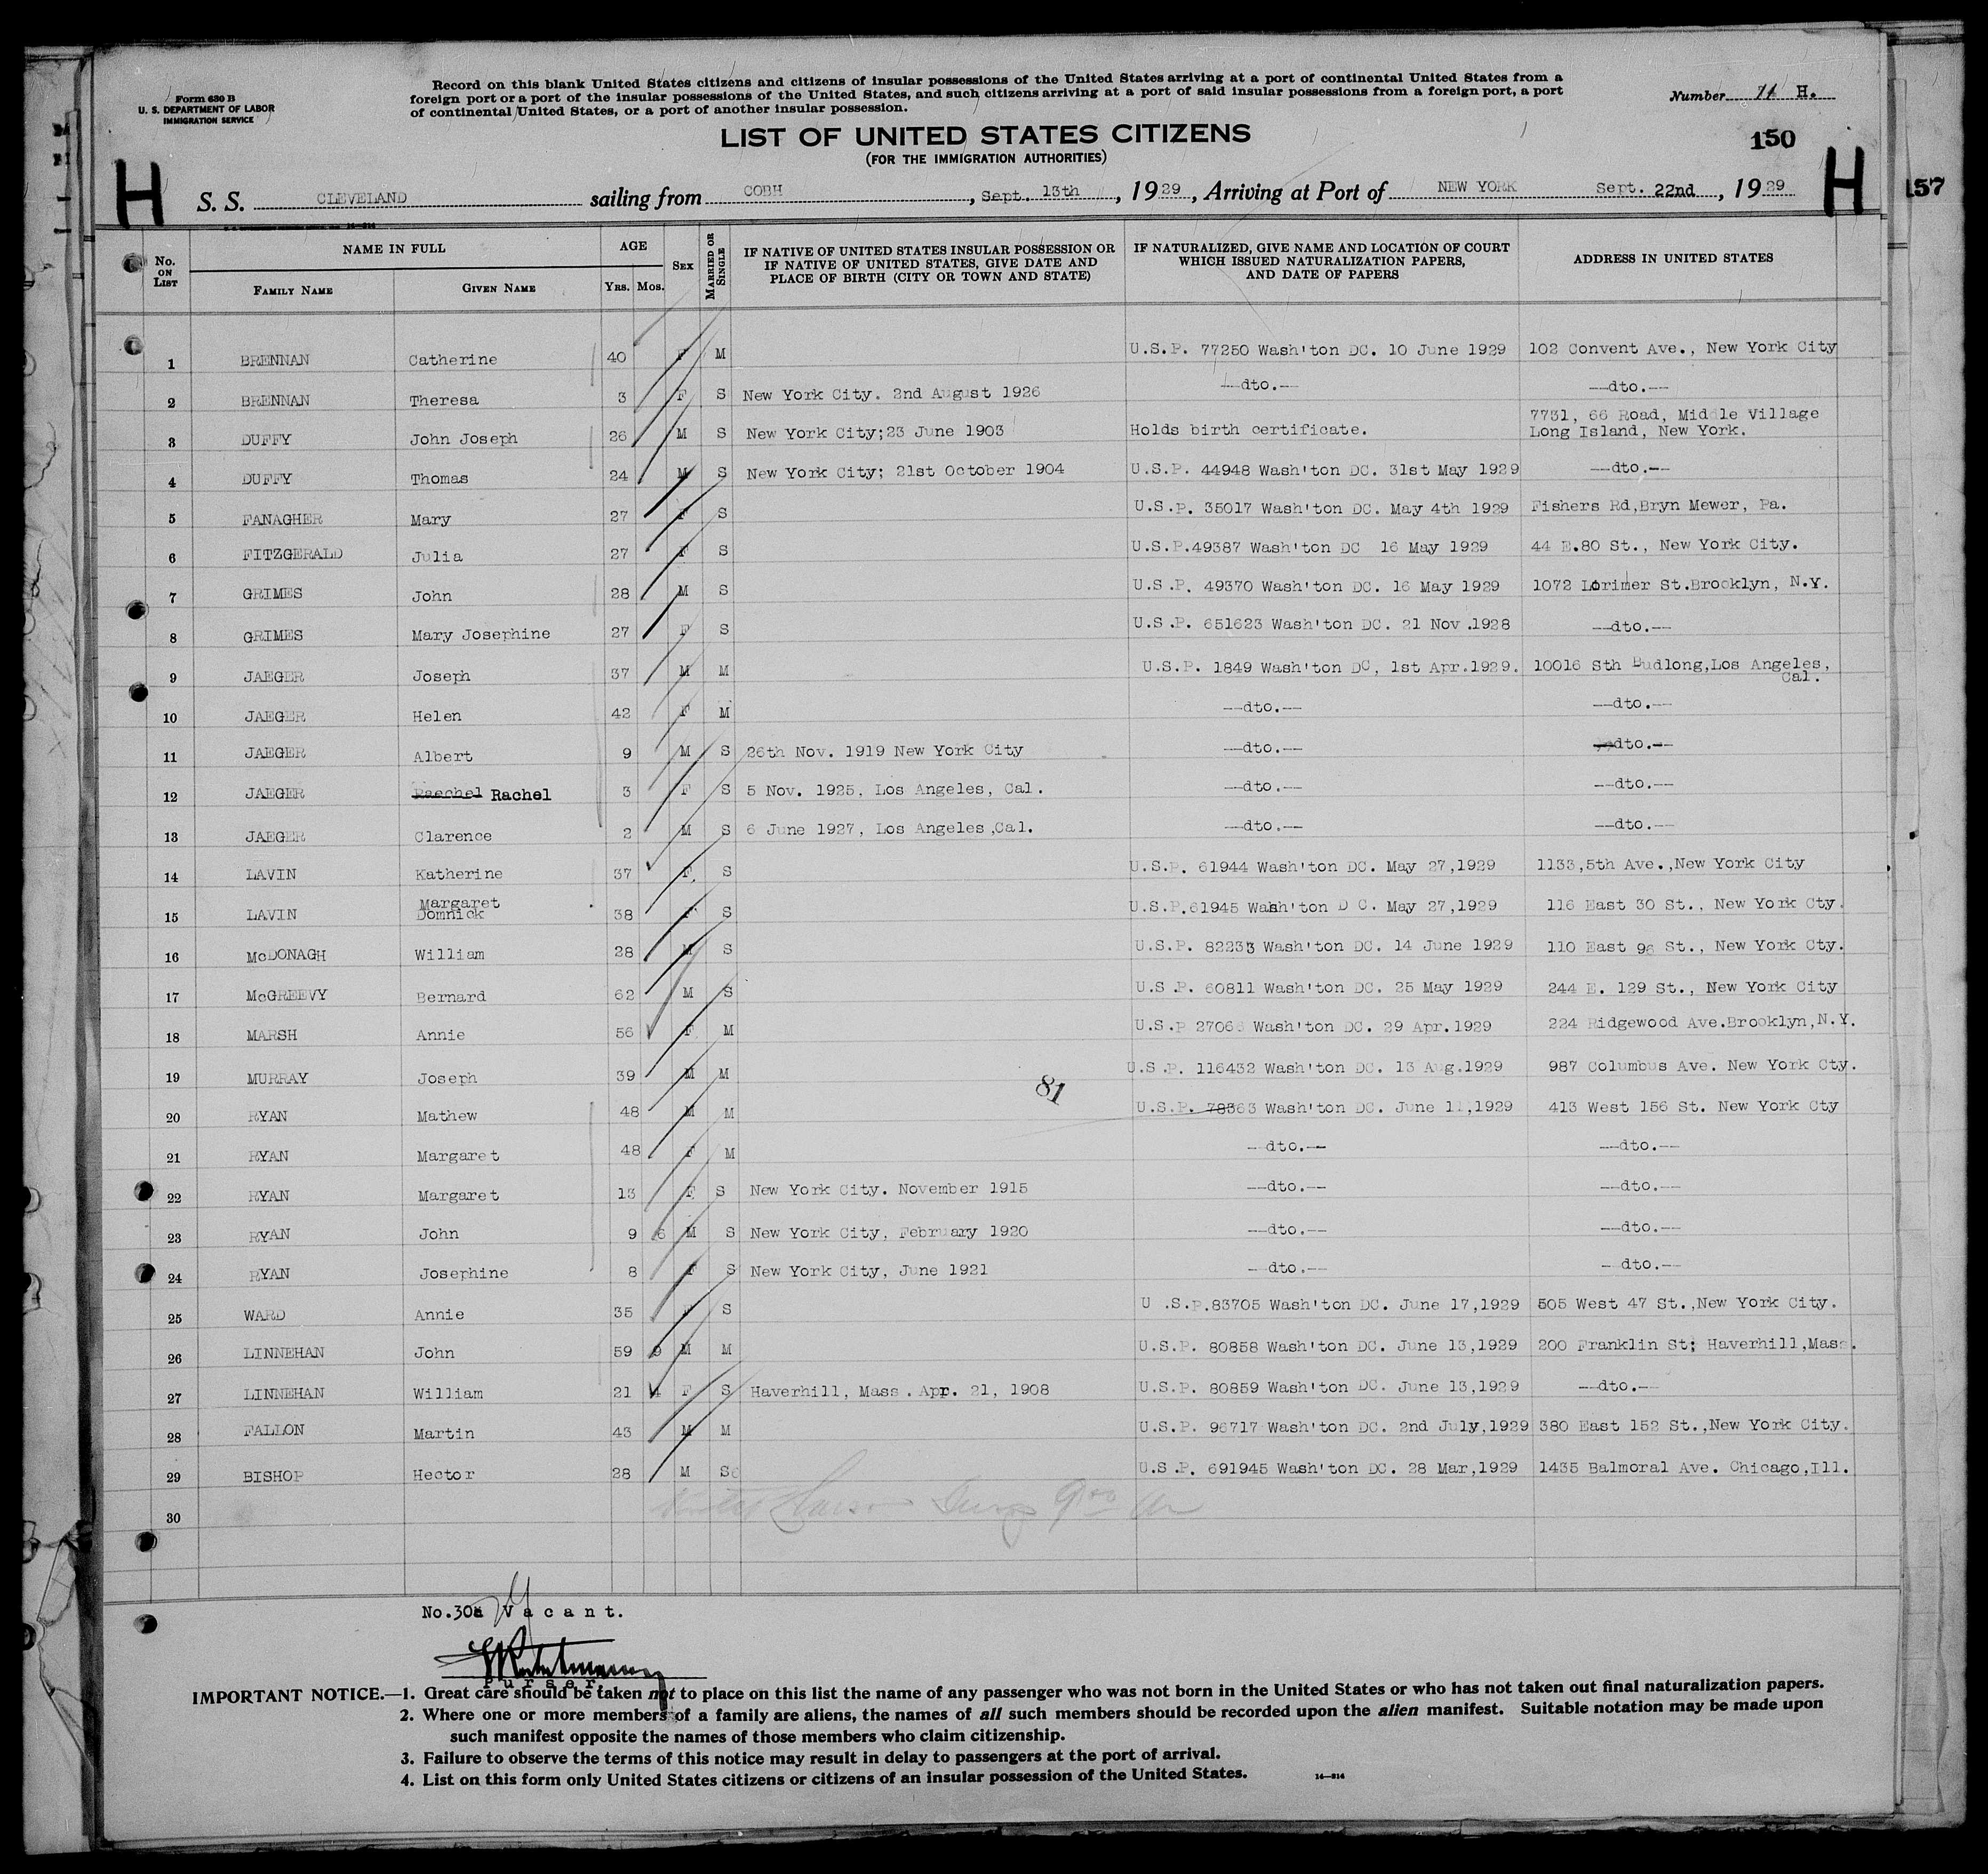 Form 630 B
U. S. DEPARTMENT OF LABOR
IMMIGRATION SERVICE
Record on this blank United States citizens and citizens of insular possessions of the United States arriving at a port of continental United States from a
foreign port or a port of the insular possessions of the United States, and such citizens arriving at a port of said insular possessions from a foreign port, a port
of continental United States, or a port of another insular possession.
Number 11 H.
LIST OF UNITED STATES CITIZENS
(FOR THE IMMIGRATION AUTHORITIES)
150
157
H S. S. CLEVELAND sailing from COBH, Sept. 13th, 1929, Arriving at Port of NEW YORK Sept. 22nd, 1929 H
No. ON LIST NAME IN FULL FAMILY NAME GIVEN NAME AGE YRS. MOS. SEX MARRIED OR SINGLE IF NATIVE OF UNITED STATES INSULAR POSSESSION OR IF NATIVE OF UNITED STATES, GIVE DATE AND PLACE OF BIRTH (CITY OR TOWN AND STATE) IF NATURALIZED, GIVE NAME AND LOCATION OF COURT WHICH ISSUED NATURALIZATION PAPERS, AND DATE OF PAPERS ADDRESS IN UNITED STATES
1 BRENNAN Catherine 40 F M U.S.P. 77250 Wash'ton DC. 10 June 1929 102 Convent Ave., New York City
2 BRENNAN Theresa 3 F S New York City. 2nd August 1926 --dto.-- --dto.--
3 DUFFY John Joseph 26 M S New York City;23 June 1903 Holds birth certificate. 7731, 66 Road, Middle Village Long Island, New York.
4 DUFFY Thomas 24 M S New York City; 21st October 1904 U.S.P. 44948 Wash'ton DC. 31st May 1929 --dto.--
5 FANAGHER Mary 27 F S U.S.P. 35017 Wash'ton DC. May 4th 1929 Fishers Rd,Bryn Mewer, Pa.
6 FITZGERALD Julia 27 F S U.S.P.49387 Wash'ton DC 16 May 1929 44 E.80 St., New York City.
7 GRIMES John 28 M S U.S.P. 49370 Wash'ton DC. 16 May 1929 1072 Lorimer St.Brooklyn, N.Y.
8 GRIMES Mary Josephine 27 F S U.S.P. 651623 Wash'ton DC. 21 Nov.1928 --dto.--
9 JAEGER Joseph 37 M M U.S.P. 1849 Wash'ton DC, 1st Apr.1929. 10016 Sth Budlong,Los Angeles, Cal.
10 JAEGER Helen 42 F M --dto.-- --dto.--
11 JAEGER Albert 9 M S 26th Nov. 1919 New York City --dto.-- --dto.--
12 JAEGER Raechel Rachel 3 F S 5 Nov. 1925, Los Angeles, Cal. --dto.-- --dto.--
13 JAEGER Clarence 2 M S 6 June 1927, Los Angeles,Cal. --dto.-- --dto.--
14 LAVIN Katherine 37 F. S U.S.P. 61944 Wash'ton DC. May 27,1929 1133,5th Ave.,New York City
15 LAVIN Margaret Domnick 38 F S U.S.P.61945 Wash'ton D C. May 27,1929 116 East 30 St., New York Cty.
16 McDONAGH William 28 M S U.S.P. 82233 Wash'ton DC. 14 June 1929 110 East 98 St., New York Cty.
17 McGREEVY Bernard 62 M S U.S.P. 60811 Wash'ton DC. 25 May 1929 244 E. 129 St., New York City
18 MARSH Annie 56 F M U.S.P Wash'ton DC. 29 Apr.1929 224 Ridgewood Ave.Brooklyn,N.Y.
19 MURRAY Joseph 39 M M U.S.P. 116432 Wash'ton DC. 13 Aug.1929 987 Columbus Ave. New York Cty.
81
20 RYAN Mathew 48 M M U.S.P. 78363 Wash'ton DC. June 11,1929 413 West 156 St. New York Cty
21 RYAN Margaret 48 F M --dto.-- --dto.--
22 RYAN Margaret 13 F S New York City. November 1915 --dto.-- --dto.--
23 RYAN John 9 6 M S New York City, February 1920 --dto.-- --dto.--
24 RYAN Josephine 8 F S New York City, June 1921 --dto.-- --dto.--
25 WARD Annie 35 F S U .S.P.83705 Wash'ton DC. June 17,1929 505 West 47 St.,New York City.
26 LINNEHAN John 59 9 M M U.S.P. 80858 Wash'ton DC. June 13,1929 200 Franklin St; Haverhill,Mass.
27 LINNEHAN William 21 4 F S Haverhill, Mass. Apr. 21, 1908 U.S.P. 80859 Wash'ton DC. June 13,1929 --dto.--
28 FALLON Martin 43 M M U.S.P. 96717 Wash'ton DC. 2nd July,1929 380 East 152 St.,New York City.
29 BISHOP Hector 28 M S U.S.P. 691945 Wash'ton DC. 28 Mar,1929 1435 Balmoral Ave. Chicago,Ill.
30
No.30 Vacant.
Purser.
IMPORTANT NOTICE.—1. Great care should be taken not to place on this list the name of any passenger who was not born in the United States or who has not taken out final naturalization papers.
2. Where one or more members of a family are aliens, the names of all such members should be recorded upon the alien manifest. Suitable notation may be made upon
such manifest opposite the names of those members who claim citizenship.
3. Failure to observe the terms of this notice may result in delay to passengers at the port of arrival.
4. List on this form only United States citizens or citizens of an insular possession of the United States.
14—814